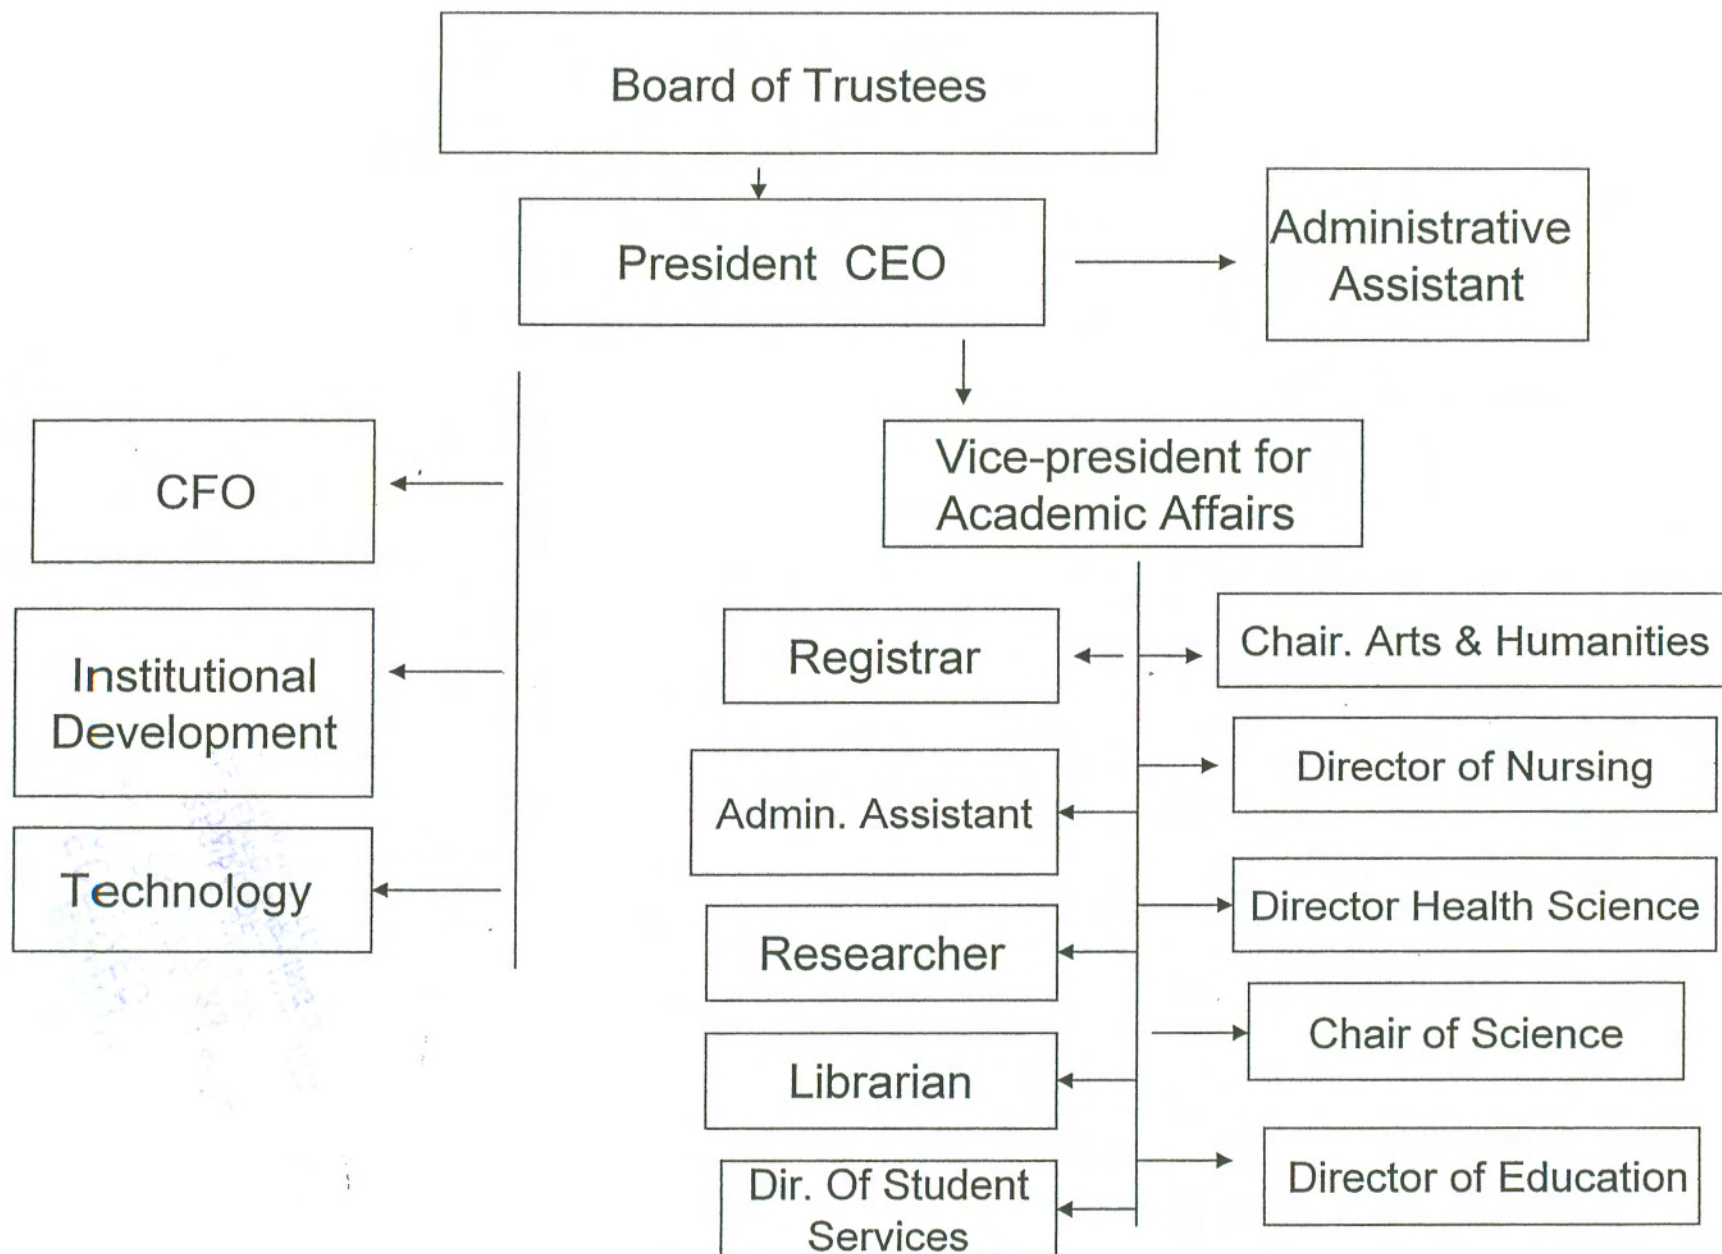 Board of Trustees
President CEO
Administrative
Assistant
CFO
Vice-president for
Academic Affairs
Institutional
Development
Technology
Registrar
Chair. Arts & Humanities
Admin. Assistant
Director of Nursing
Researcher
Director Health Science
Librarian
Chair of Science
Dir. Of Student
Services
Director of Education